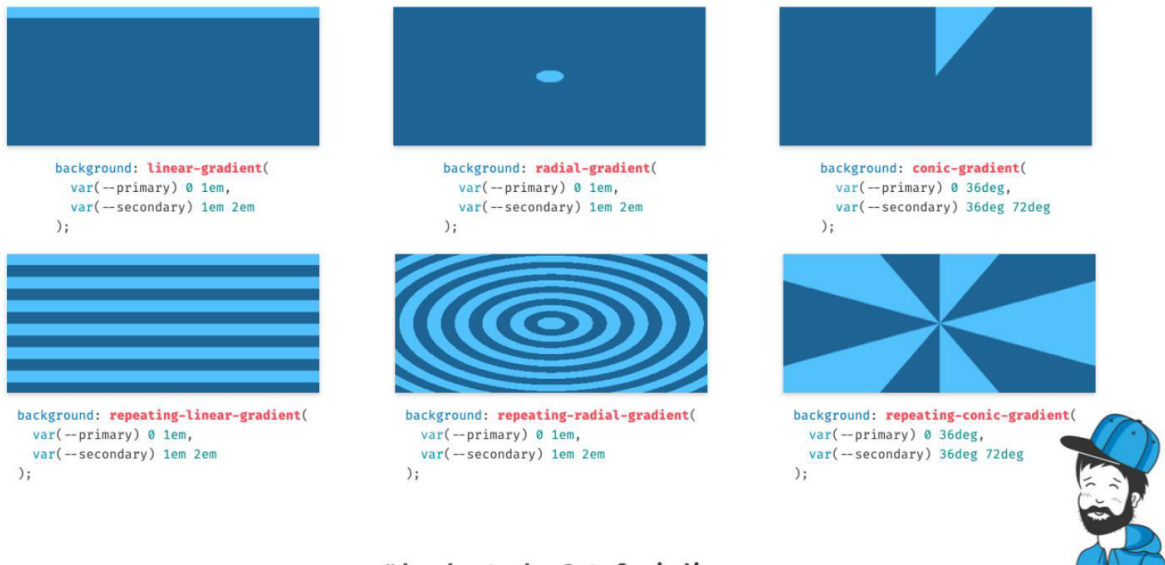 background: linear-gradient(
var(--primary) 0 1em,
var(--secondary) 1em 2em
);
background: radial-gradient(
var(--primary) 0 1em,
var(--secondary) 1em 2em
);
background: conic-gradient(
var(--primary) 0 36deg,
var(--secondary) 36deg 72deg
);
background: repeating-linear-gradient(
var(--primary) 0 1em,
var(--secondary) 1em 2em
);
background: repeating-radial-gradient(
var(--primary) 0 1em,
var(--secondary) 1em 2em
);
background: repeating-conic-gradient(
var(--primary) 0 36deg,
var(--secondary) 36deg 72deg
);